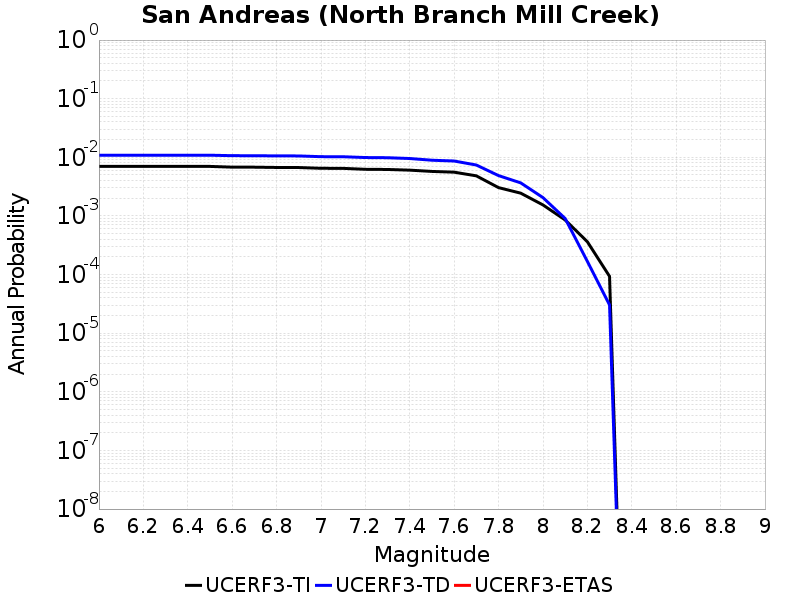 San Andreas (North Branch Mill Creek)
10^0
10^-1
10^-2
10^-3
10^-4
10^-5
10^-6
10^-7
10^-8
Annual Probability
6 6.2 6.4 6.6 6.8 7 7.2 7.4 7.6 7.8 8 8.2 8.4 8.6 8.8 9
Magnitude
UCERF3-TI UCERF3-TD UCERF3-ETAS